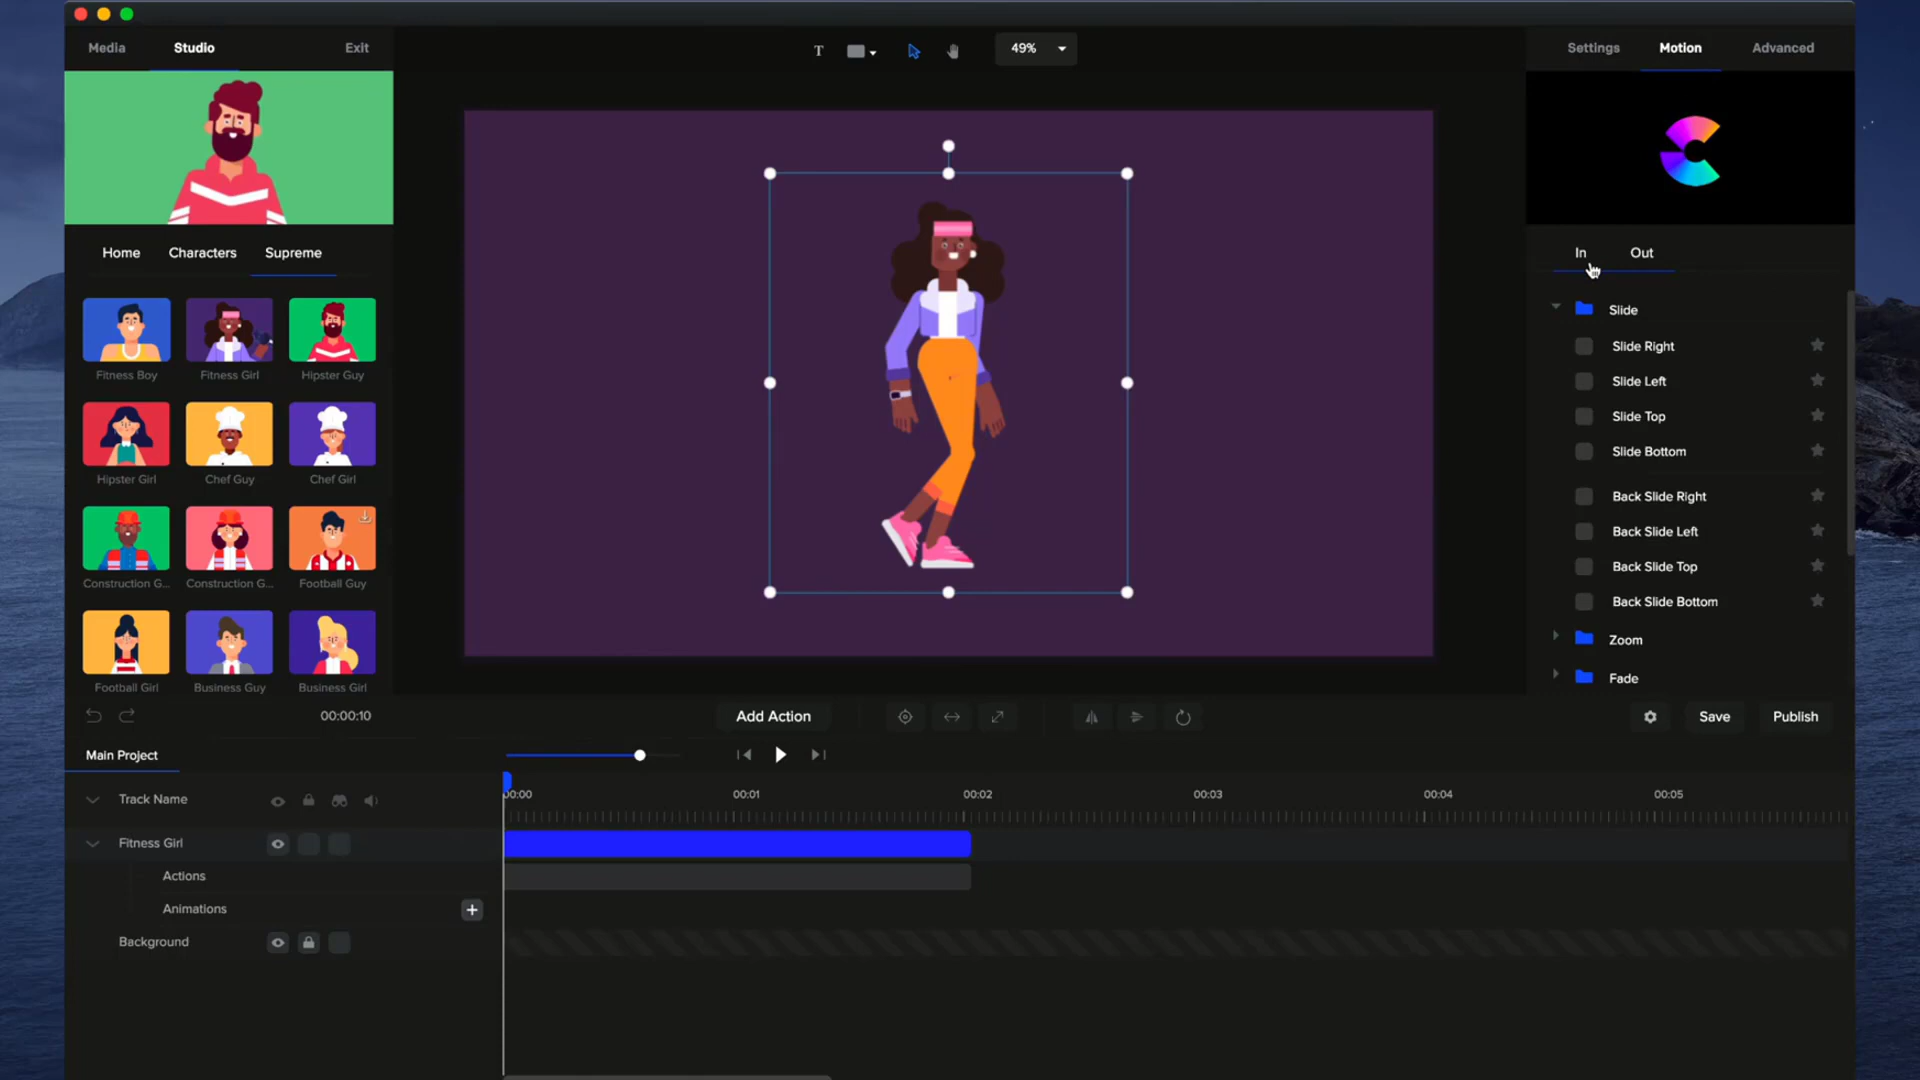 Media Studio Exit
T 49%
Settings Motion Advanced
Home Characters Supreme
In Out
Fitness Boy Fitness Girl Hipster Guy
Hipster Girl Chef Guy Chef Girl
Construction G... Construction G... Football Guy
Football Girl Business Guy Business Girl
Slide
Slide Right
Slide Left
Slide Top
Slide Bottom
Back Slide Right
Back Slide Left
Back Slide Top
Back Slide Bottom
Zoom
Fade
00:00:10
Add Action
Save Publish
Main Project
Track Name
00:00 00:01 00:02 00:03 00:04 00:05
Fitness Girl
Actions
Animations
Background